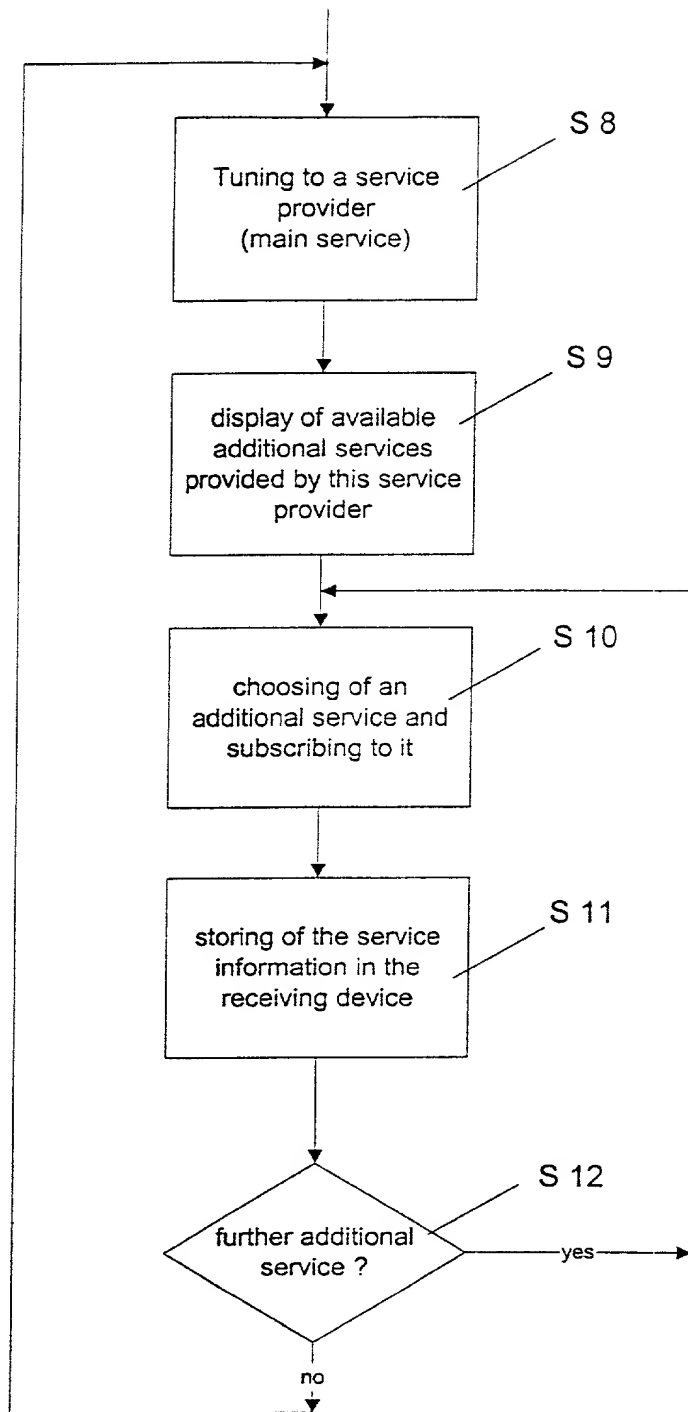 S 8
Tuning to a service
provider
(main service)
S 9
display of available
additional services
provided by this service
provider
S 10
choosing of an
additional service and
subscribing to it
S 11
storing of the service
information in the
receiving device
S 12
further additional
service ?
yes
no